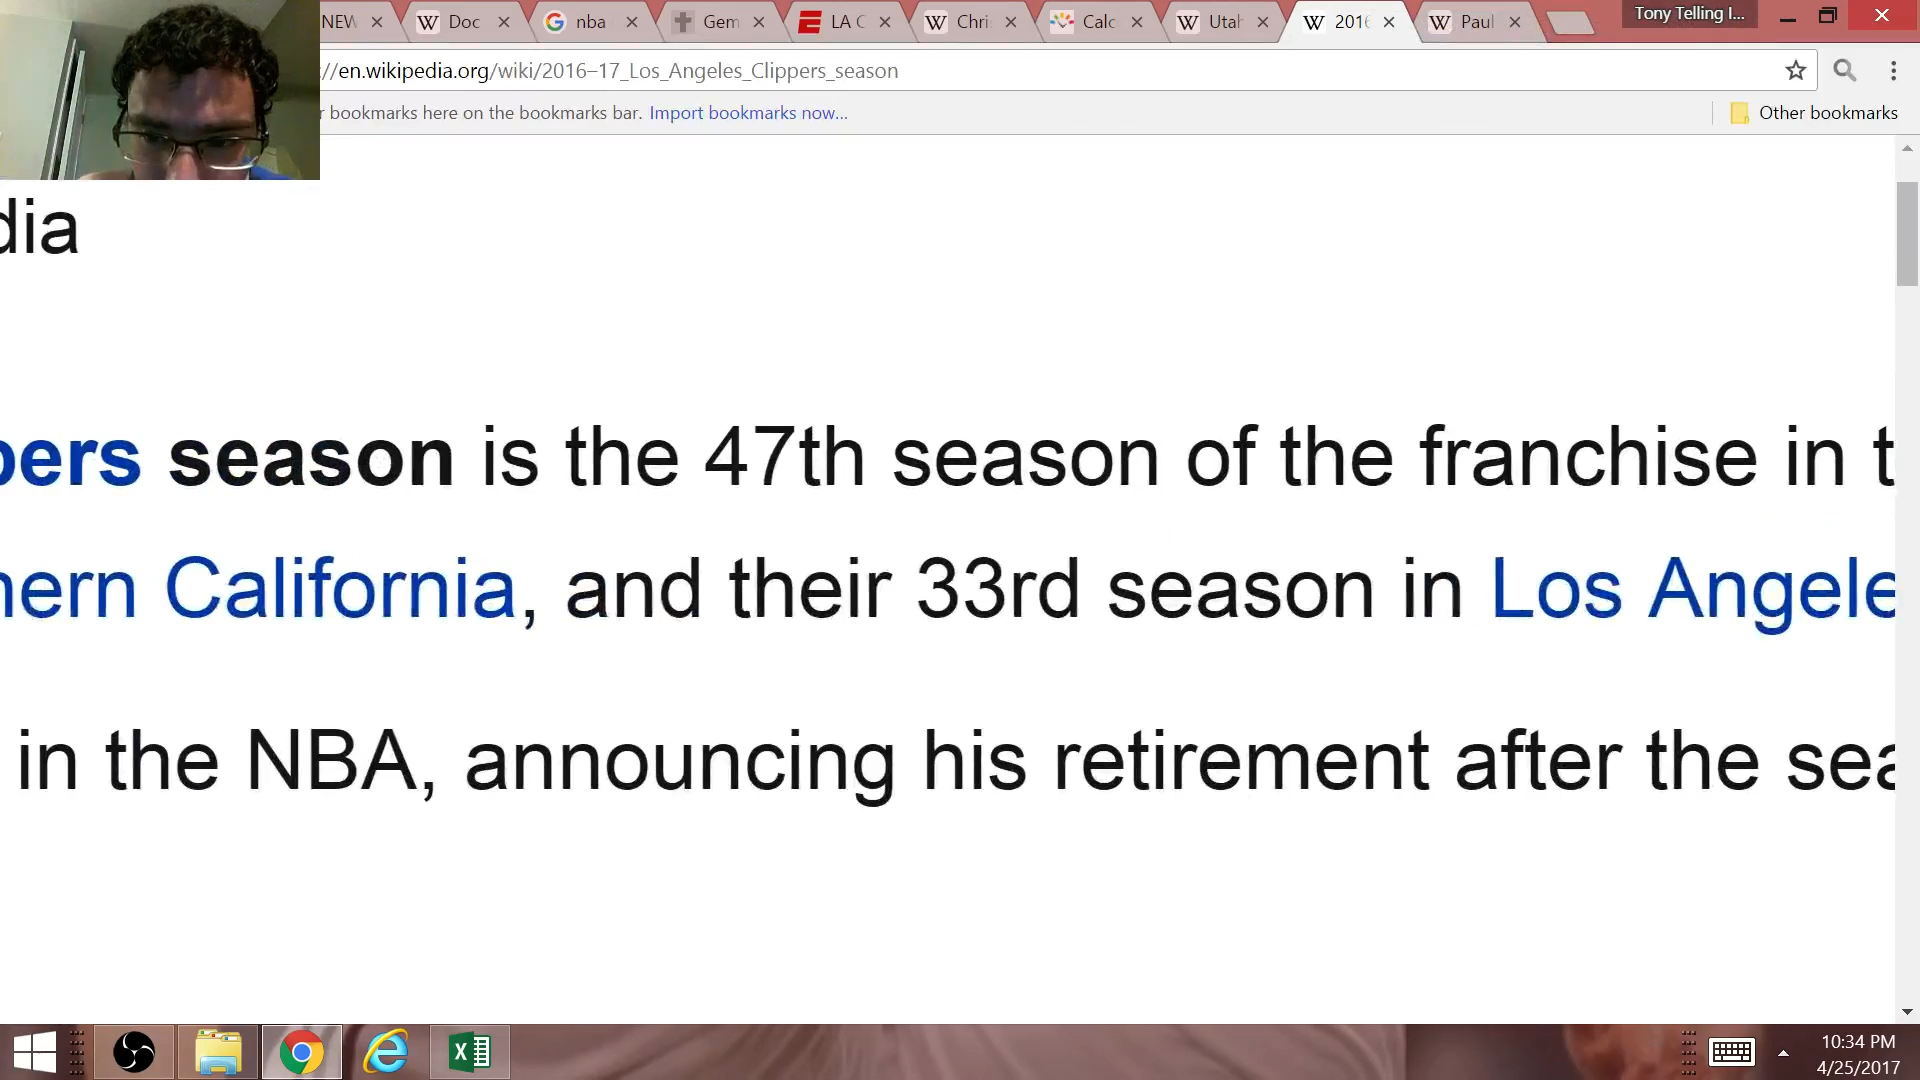 NEW
Doc
nba
Gem
LA C
Chri
Calc
Utah
2016
Paul
Tony Telling I...
://en.wikipedia.org/wiki/2016–17_Los_Angeles_Clippers_season
r bookmarks here on the bookmarks bar. Import bookmarks now...
Other bookmarks
dia
pers season is the 47th season of the franchise in t
hern California, and their 33rd season in Los Angele
in the NBA, announcing his retirement after the sea
10:34 PM
4/25/2017